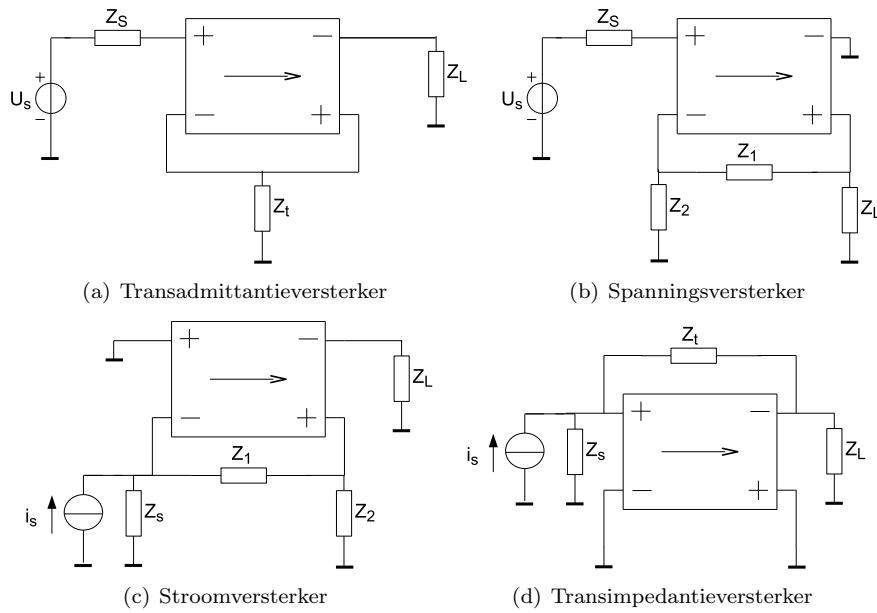 Z_S
+ − Z_L
U_s + −
− +
Z_t
(a) Transadmittantieversterker
Z_S
+ −
U_s + −
− +
Z_1
Z_2 Z_L
(b) Spanningsversterker
+ −
Z_L
− +
Z_1
i_s Z_s Z_2
(c) Stroomversterker
Z_t
+ −
i_s Z_s Z_L
− +
(d) Transimpedantieversterker